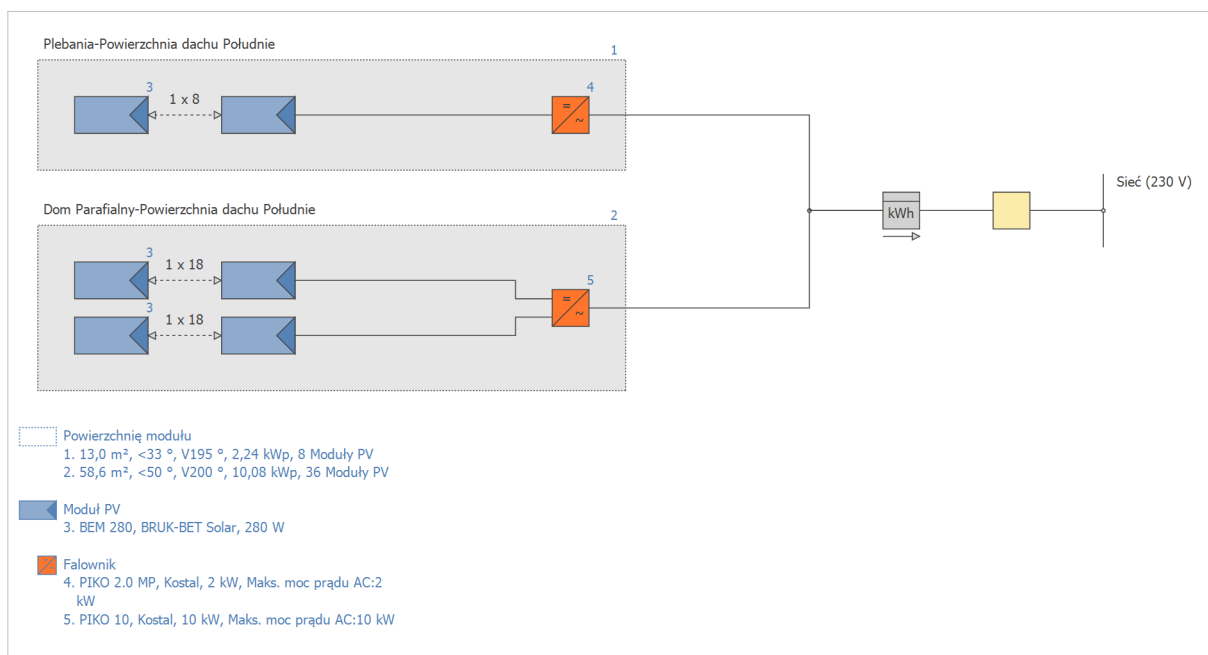 Plebania-Powierzchnia dachu Południe
1
3
1 x 8
4
=
~
Sieć (230 V)
kWh
Dom Parafialny-Powierzchnia dachu Południe
2
3
1 x 18
5
=
~
3
1 x 18
Powierzchnię modułu
1. 13,0 m², <33 °, V195 °, 2,24 kWp, 8 Moduły PV
2. 58,6 m², <50 °, V200 °, 10,08 kWp, 36 Moduły PV
Moduł PV
3. BEM 280, BRUK-BET Solar, 280 W
Falownik
4. PIKO 2.0 MP, Kostal, 2 kW, Maks. moc prądu AC:2
kW
5. PIKO 10, Kostal, 10 kW, Maks. moc prądu AC:10 kW